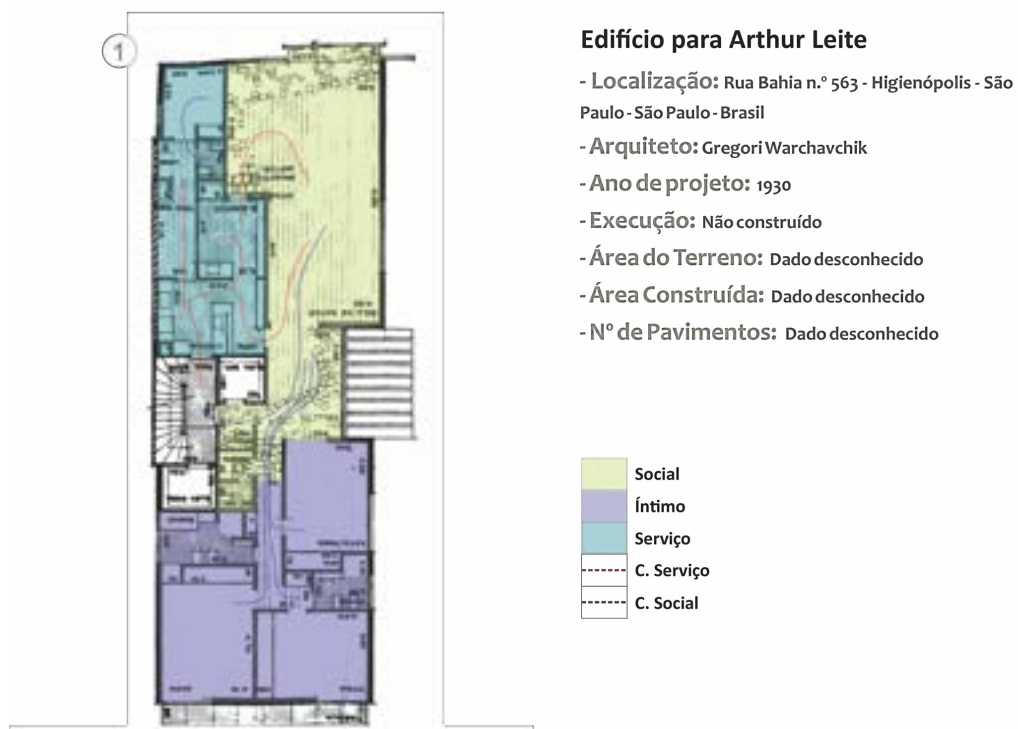 1
Edifício para Arthur Leite
- Localização: Rua Bahia n.º 563 - Higienópolis - São
Paulo - São Paulo - Brasil
- Arquiteto: Gregori Warchavchik
- Ano de projeto: 1930
- Execução: Não construído
- Área do Terreno: Dado desconhecido
- Área Construída: Dado desconhecido
- Nº de Pavimentos: Dado desconhecido
Social
Íntimo
Serviço
C. Serviço
C. Social